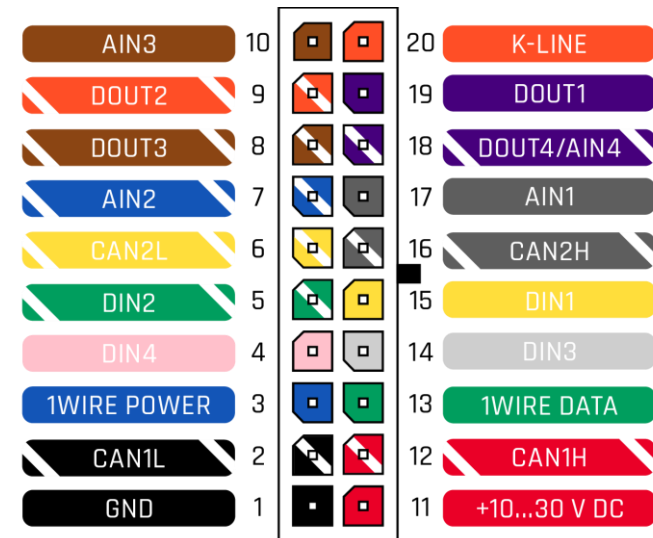 AIN3 10 20 K-LINE
DOUT2 9 19 DOUT1
DOUT3 8 18 DOUT4/AIN4
AIN2 7 17 AIN1
CAN2L 6 16 CAN2H
DIN2 5 15 DIN1
DIN4 4 14 DIN3
1WIRE POWER 3 13 1WIRE DATA
CAN1L 2 12 CAN1H
GND 1 11 +10...30 V DC